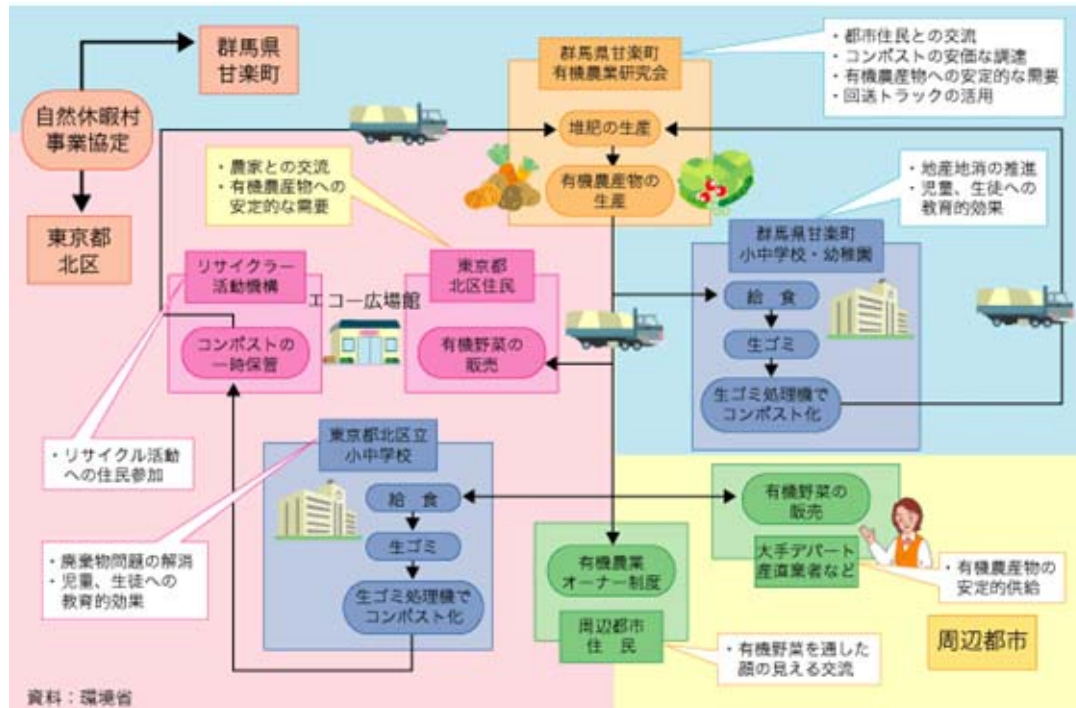 群馬県
甘楽町
自然休暇村
事業協定
東京都
北区
群馬県甘楽町
有機農業研究会
堆肥の生産
有機農産物の
生産
・都市住民との交流
・コンポストの安価な調達
・有機農産物への安定的な需要
・回送トラックの活用
・農家との交流
・有機農産物への
安定的な需要
・地産地消の推進
・児童、生徒への
教育的効果
リサイクラー
活動機構
コンポストの
一時保管
エコー広場館
東京都
北区住民
有機野菜の
販売
群馬県甘楽町
小中学校・幼稚園
給 食
生ゴミ
生ゴミ処理機で
コンポスト化
・リサイクル活動
への住民参加
東京都北区立
小中学校
給 食
生ゴミ
生ゴミ処理機で
コンポスト化
・廃棄物問題の解消
・児童、生徒への
教育的効果
有機野菜の
販売
大手デパート
産直業者など
・有機農産物の
安定的供給
有機農業
オーナー制度
周辺都市
住 民
・有機野菜を通した
顔の見える交流
周辺都市
資料：環境省